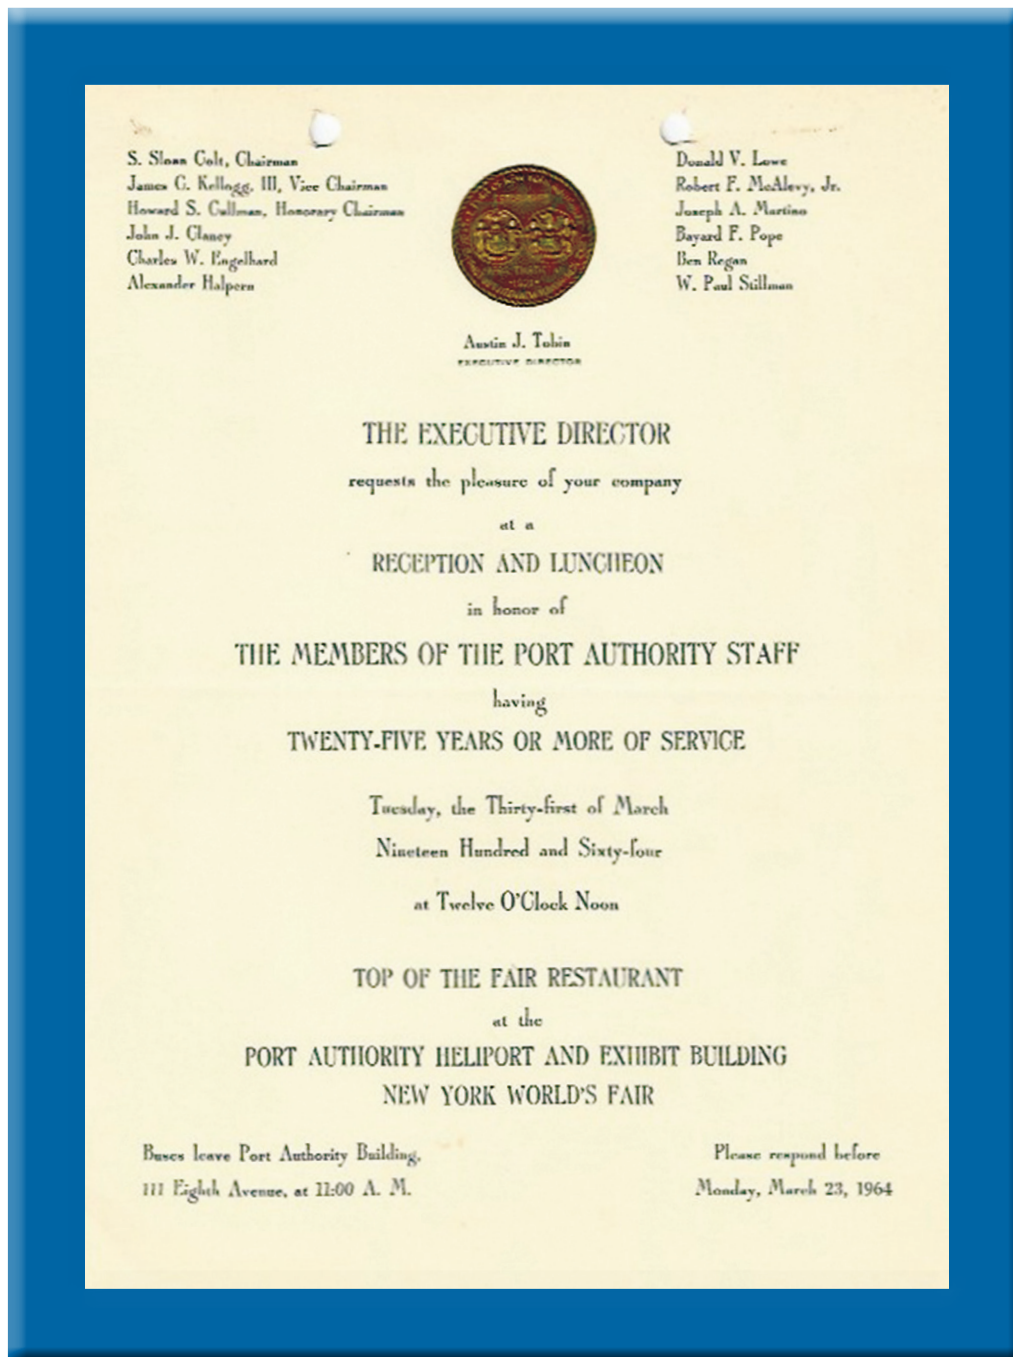 S. Sloan Colt, Chairman
James G. Kellogg, III, Vice Chairman
Howard S. Cullman, Honorary Chairman
John J. Clancy
Charles W. Engelhard
Alexander Halpern
Donald V. Lowe
Robert F. McAlevy, Jr.
Joseph A. Martino
Bayard F. Pope
Ben Regan
W. Paul Stillman
Austin J. Tobin
EXECUTIVE DIRECTOR
THE EXECUTIVE DIRECTOR
requests the pleasure of your company
at a
RECEPTION AND LUNCHEON
in honor of
THE MEMBERS OF THE PORT AUTHORITY STAFF
having
TWENTY-FIVE YEARS OR MORE OF SERVICE
Tuesday, the Thirty-first of March
Nineteen Hundred and Sixty-four
at Twelve O'Clock Noon
TOP OF THE FAIR RESTAURANT
at the
PORT AUTHORITY HELIPORT AND EXHIBIT BUILDING
NEW YORK WORLD'S FAIR
Buses leave Port Authority Building,
111 Eighth Avenue, at 11:00 A. M.
Please respond before
Monday, March 23, 1964